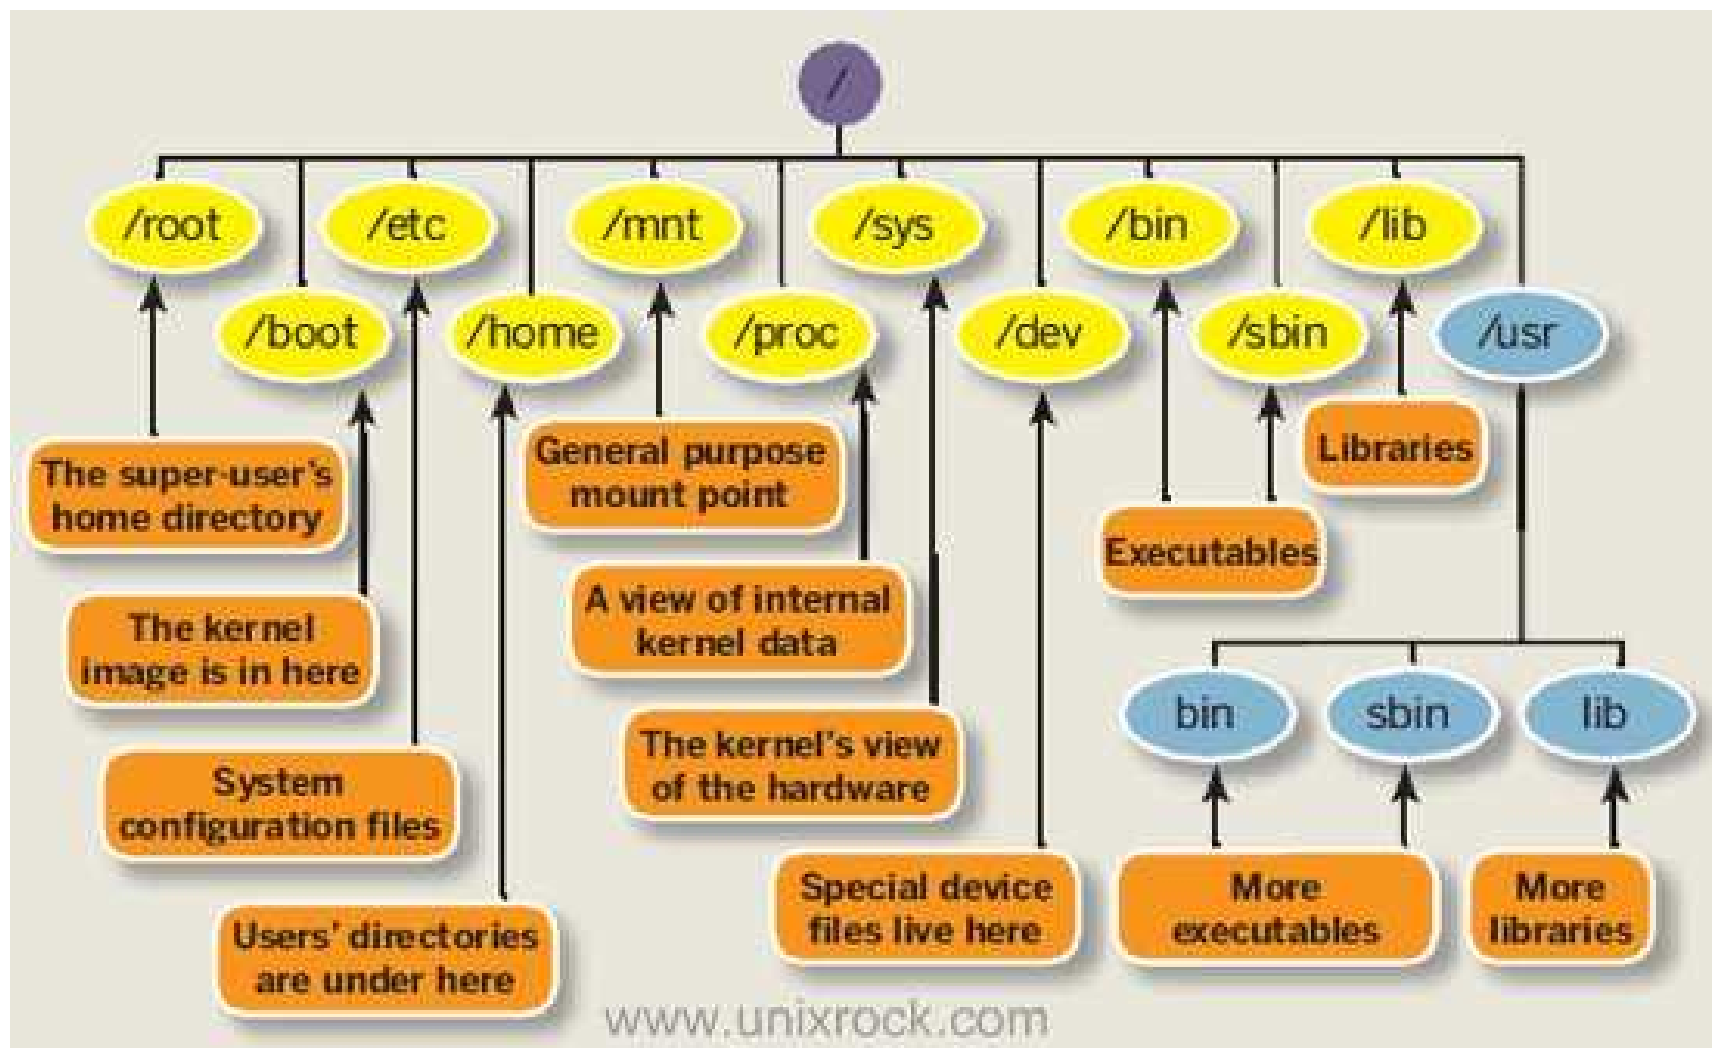 /
/root
/etc
/mnt
/sys
/bin
/lib
/boot
/home
/proc
/dev
/sbin
/usr
The super-user's
home directory
General purpose
mount point
Libraries
Executables
The kernel
image is in here
A view of internal
kernel data
bin
sbin
lib
System
configuration files
The kernel's view
of the hardware
Special device
files live here
More
executables
More
libraries
Users' directories
are under here
www.unixrock.com